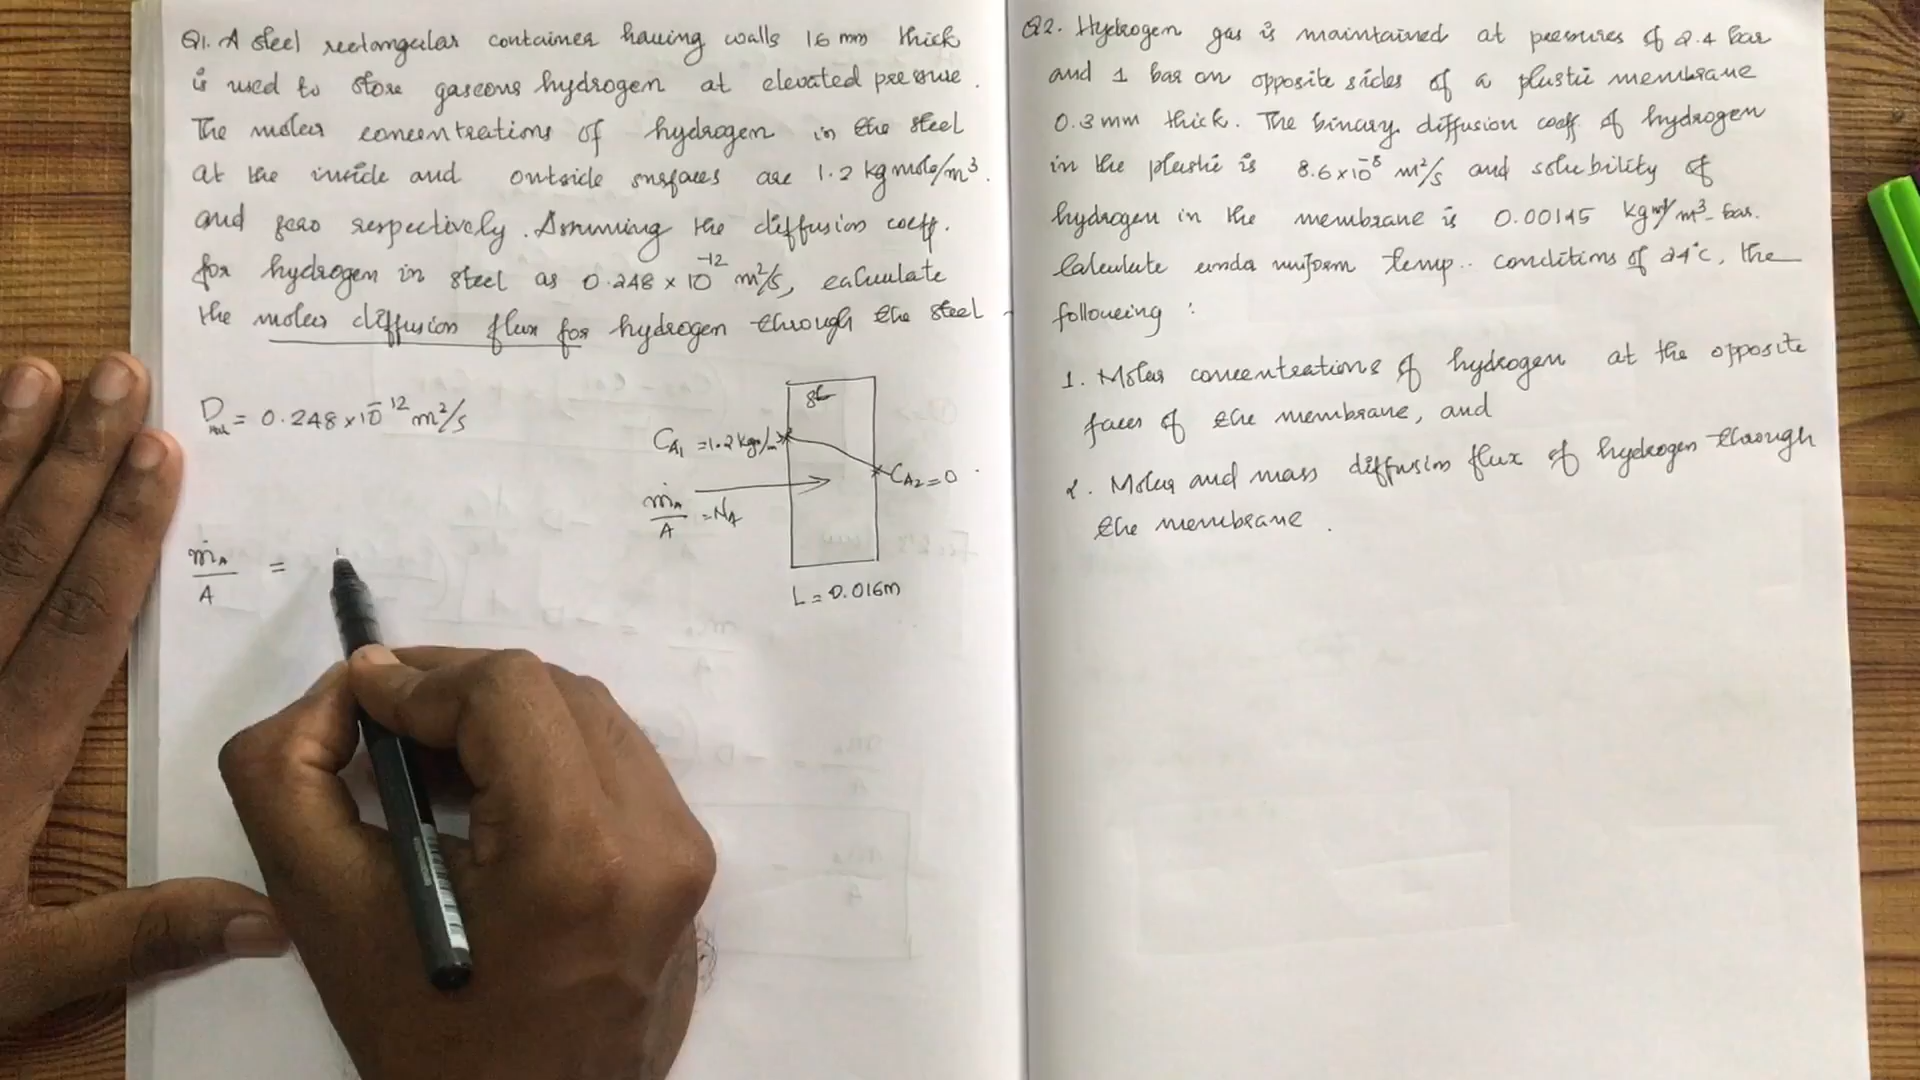 Q1. A steel rectangular container having walls 16 mm thick
is used to store gaseous hydrogen at elevated pressure.
The molar concentrations of hydrogen in the steel
at the inside and outside surfaces are 1.2 kg mole/m³.
and zero respectively. Assuming the diffusion coeff.
for hydrogen in steel as 0.248 × 10⁻¹² m²/s, calculate
the molar diffusion flux for hydrogen through the steel
D = 0.248×10⁻¹² m²/s
St
C_A1 = 1.2 kgm/m³
C_A2 = 0
ṁ_A/A = N_A
L = 0.016m
ṁ_A/A =
Q2. Hydrogen gas is maintained at pressures of 2.4 bar
and 1 bar on opposite sides of a plastic membrane
0.3 mm thick. The binary diffusion coeff of hydrogen
in the plastic is 8.6×10⁻⁸ m²/s and solubility of
hydrogen in the membrane is 0.00145 kg m³-bar.
Calculate under uniform temp.. conditions of 24°C, the
following :
1. Molar concentrations of hydrogen at the opposite
faces of the membrane, and
2. Molar and mass diffusion flux of hydrogen through
the membrane.